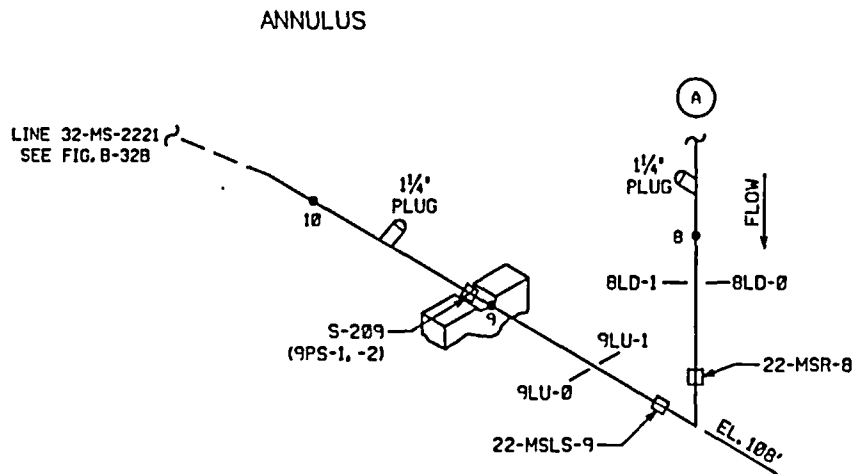 ANNULUS
A
LINE 32-MS-2221
SEE FIG. B-32B
1¼" PLUG
1¼" PLUG
FLOW
10
8
8LD-1
8LD-0
9
S-209
(9PS-1, -2)
9LU-1
9LU-0
22-MSR-8
22-MSLS-9
EL. 108'